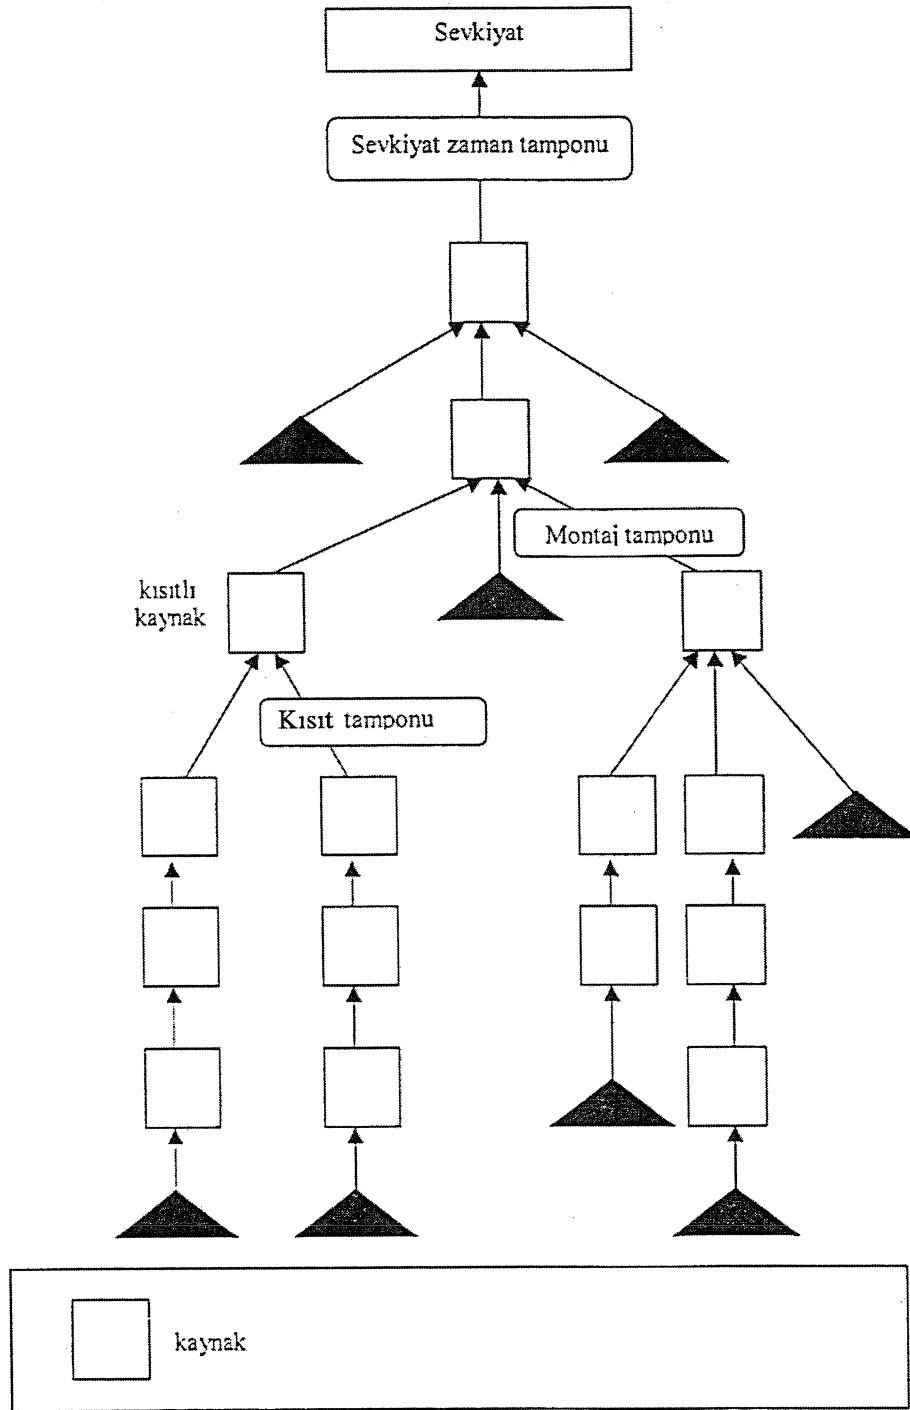 Sevkiyat
Sevkiyat zaman tamponu
Montaj tamponu
kısıtlı
kaynak
Kısıt tamponu
kaynak